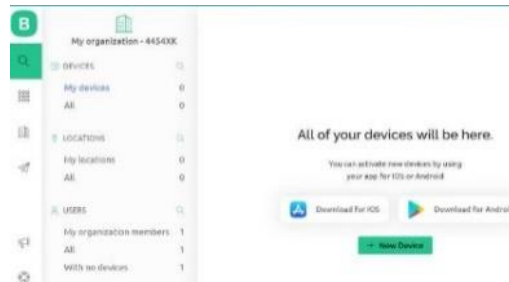 B
My organization - 4454XK
DEVICES
My devices 0
All 0
LOCATIONS
My locations 0
All 0
USERS
My organization members 1
All 1
With no devices 1
All of your devices will be here.
You can activate new devices by using
your app for iOS or Android
Download for iOS
Download for Androi
+ New Device